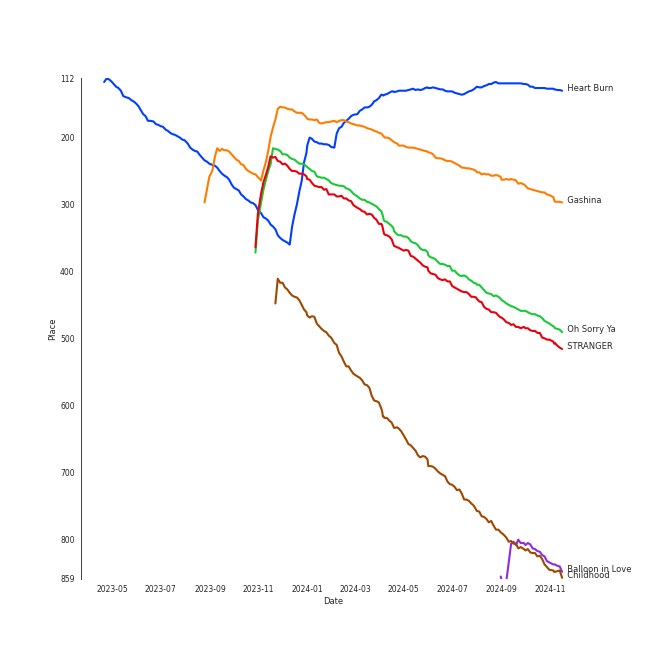 112
200
300
400
500
600
700
800
859
Place
2023-05 2023-07 2023-09 2023-11 2024-01 2024-03 2024-05 2024-07 2024-09 2024-11
Date
Heart Burn
Gashina
Oh Sorry Ya
STRANGER
Balloon in Love
Childhood